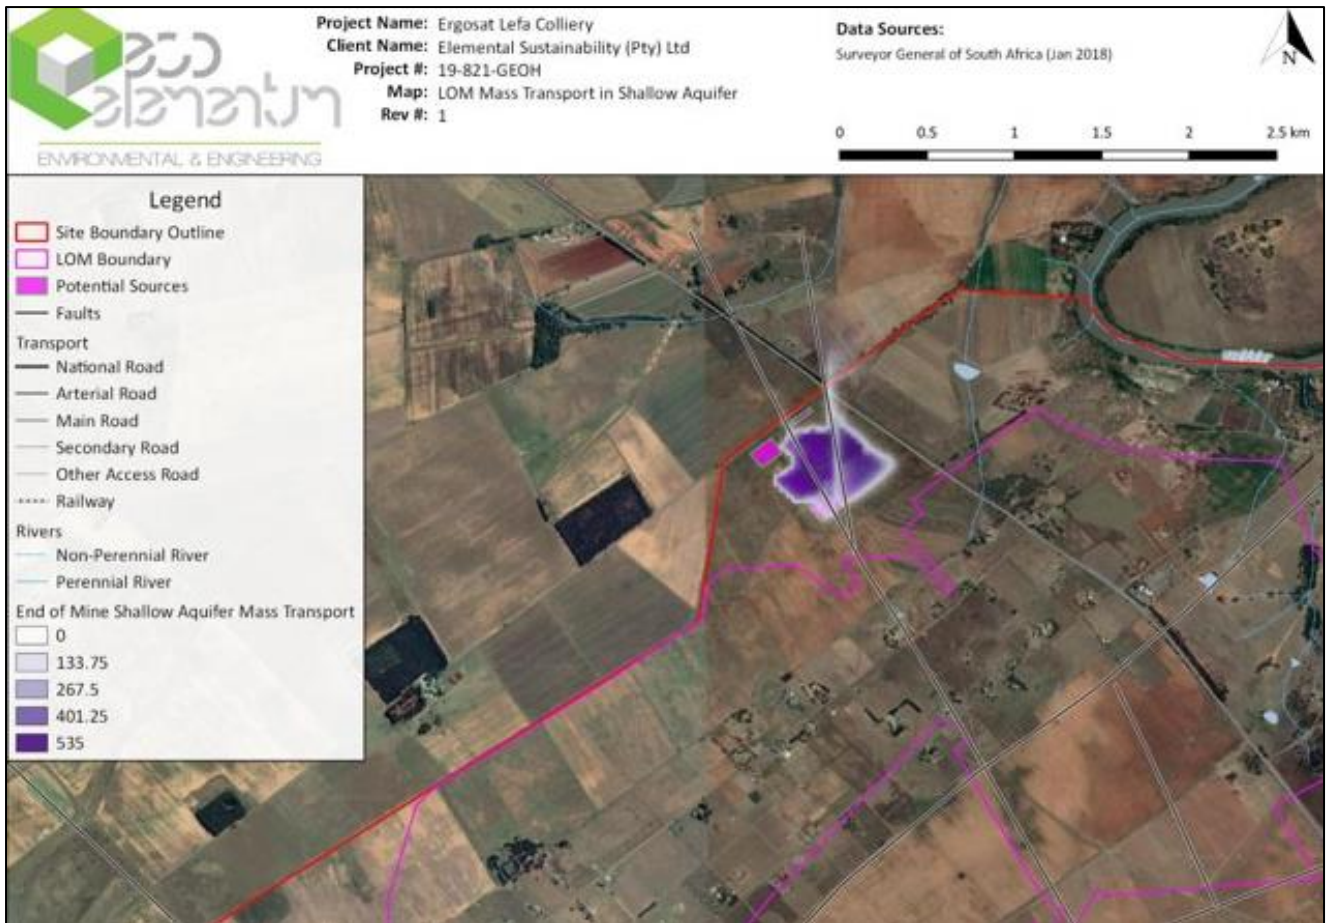 eco
elementum
ENVIRONMENTAL & ENGINEERING
Project Name: Ergosat Lefa Colliery
Client Name: Elemental Sustainability (Pty) Ltd
Project #: 19-821-GEOH
Map: LOM Mass Transport in Shallow Aquifer
Rev #: 1
Data Sources:
Surveyor General of South Africa (Jan 2018)
N
0 0.5 1 1.5 2 2.5 km
Legend
Site Boundary Outline
LOM Boundary
Potential Sources
Faults
Transport
National Road
Arterial Road
Main Road
Secondary Road
Other Access Road
Railway
Rivers
Non-Perennial River
Perennial River
End of Mine Shallow Aquifer Mass Transport
0
133.75
267.5
401.25
535